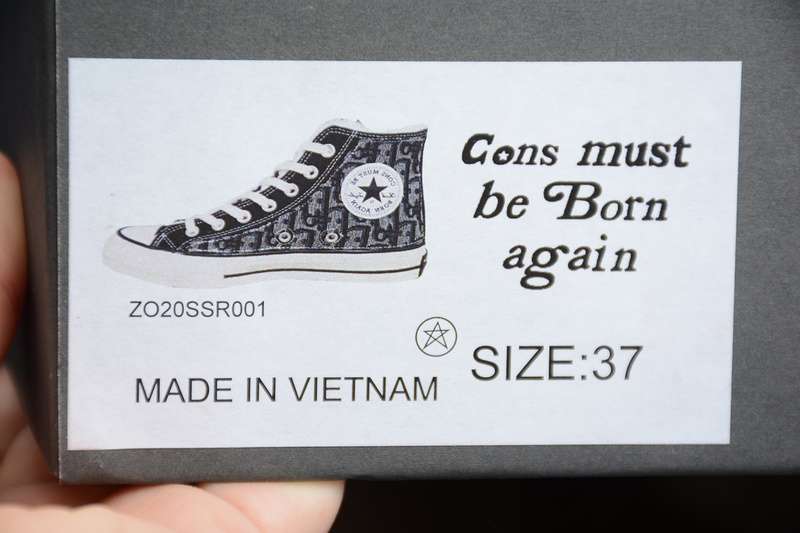 Cons must
be Born
again
ZO20SSR001
SIZE:37
MADE IN VIETNAM